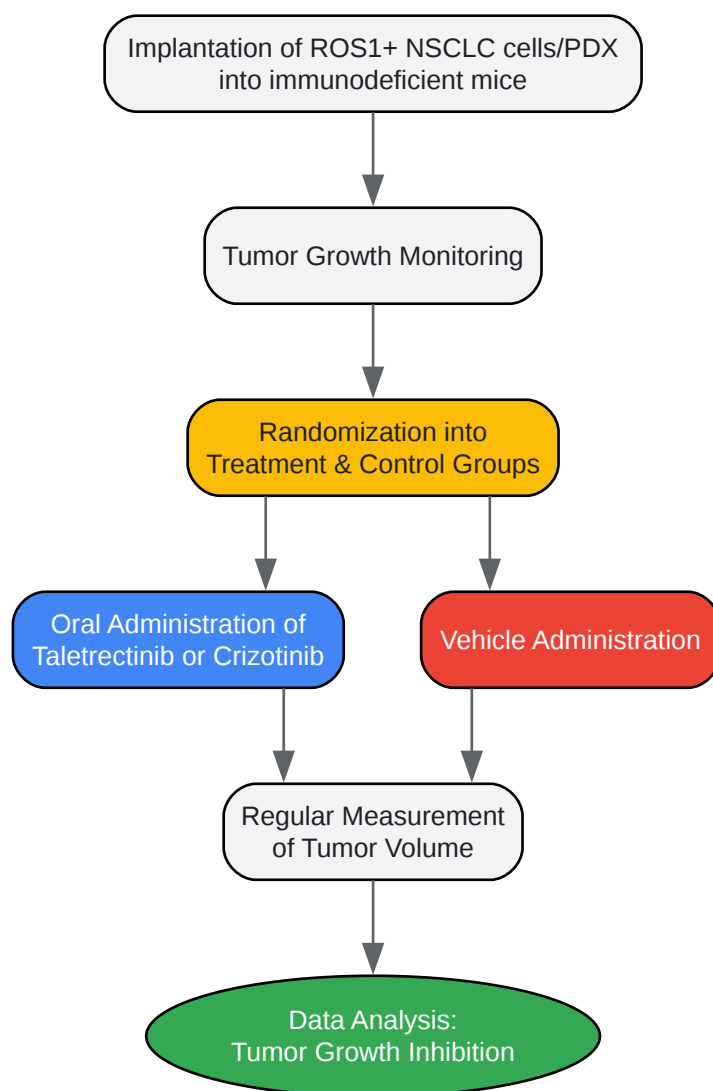 Implantation of ROS1+ NSCLC cells/PDX
into immunodeficient mice
Tumor Growth Monitoring
Randomization into
Treatment & Control Groups
Oral Administration of
Taletrectinib or Crizotinib
Vehicle Administration
Regular Measurement
of Tumor Volume
Data Analysis:
Tumor Growth Inhibition